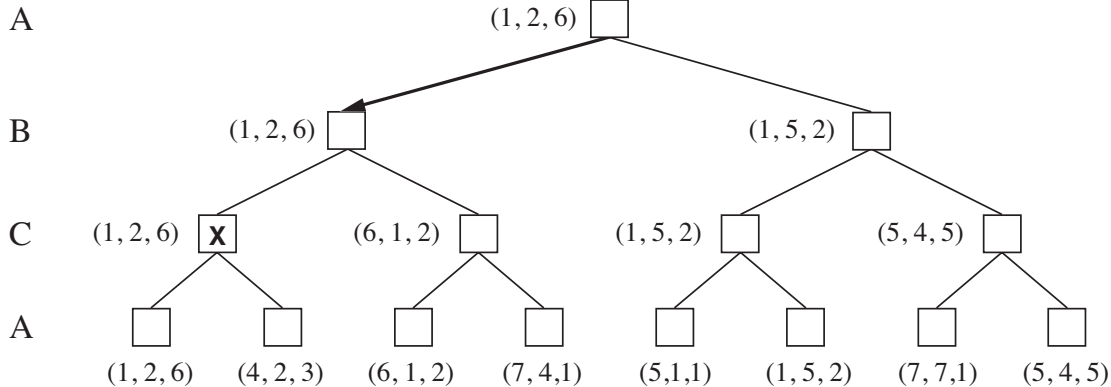 A (1, 2, 6)
B (1, 2, 6) (1, 5, 2)
C (1, 2, 6) X (6, 1, 2) (1, 5, 2) (5, 4, 5)
A
(1, 2, 6) (4, 2, 3) (6, 1, 2) (7, 4,1) (5,1,1) (1, 5, 2) (7, 7,1) (5, 4, 5)